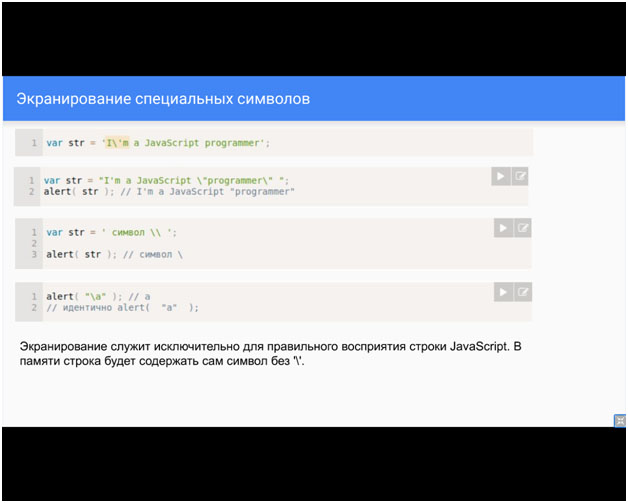 Экранирование специальных символов
1 var str = 'I\'m a JavaScript programmer';
1 var str = "I'm a JavaScript \"programmer\" ";
2 alert( str ); // I'm a JavaScript "programmer"
1 var str = ' символ \\ ';
2
3 alert( str ); // символ \
1 alert( "\a" ); // a
2 // идентично alert(  "a"  );
Экранирование служит исключительно для правильного восприятия строки JavaScript. В
памяти строка будет содержать сам символ без '\'.